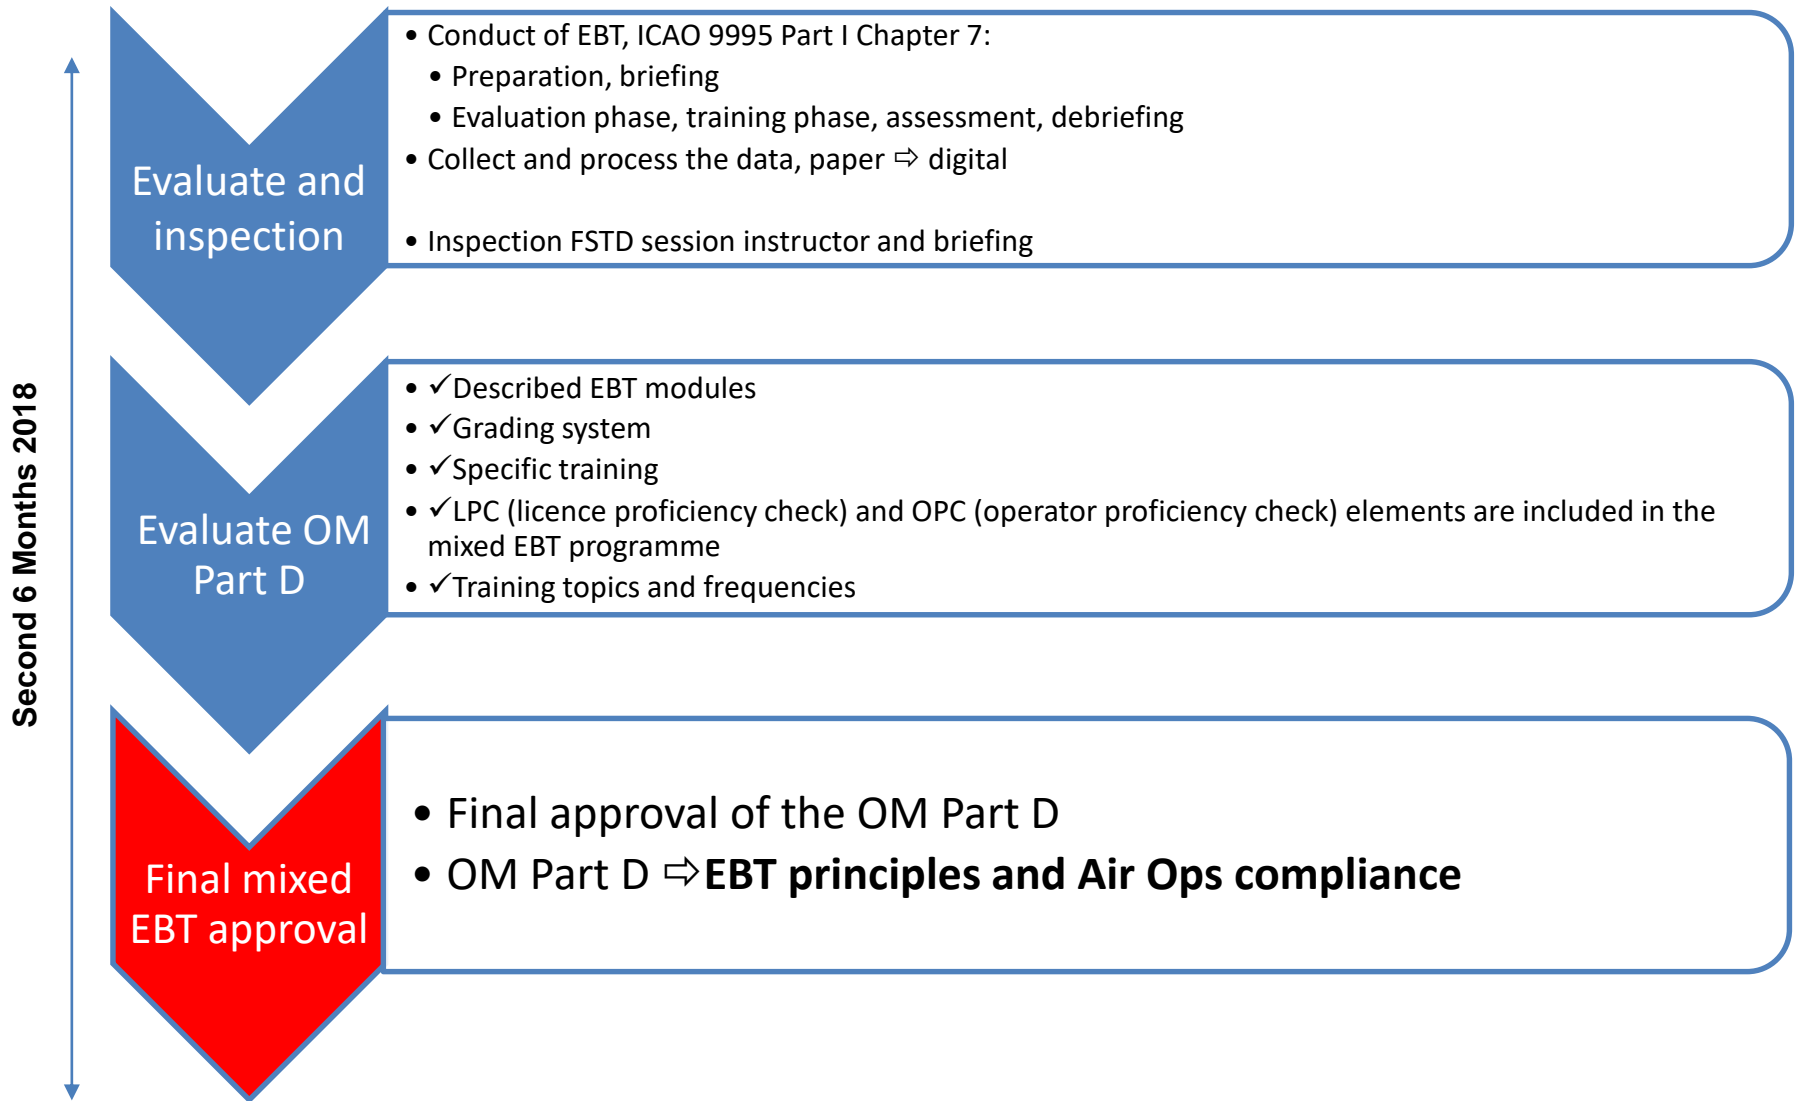 Second 6 Months 2018
Evaluate and
inspection
• Conduct of EBT, ICAO 9995 Part I Chapter 7:
• Preparation, briefing
• Evaluation phase, training phase, assessment, debriefing
• Collect and process the data, paper ⇨ digital
• Inspection FSTD session instructor and briefing
Evaluate OM
Part D
• ✓Described EBT modules
• ✓Grading system
• ✓Specific training
• ✓LPC (licence proficiency check) and OPC (operator proficiency check) elements are included in the
mixed EBT programme
• ✓Training topics and frequencies
Final mixed
EBT approval
• Final approval of the OM Part D
• OM Part D ⇨EBT principles and Air Ops compliance